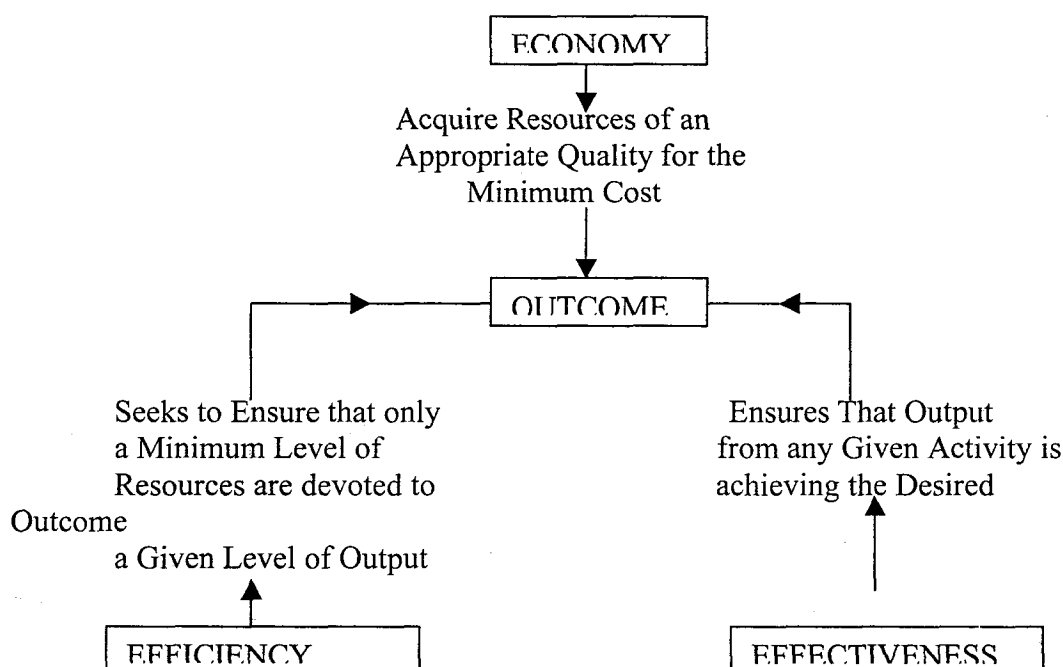 ECONOMY
Acquire Resources of an
Appropriate Quality for the
Minimum Cost
OUTCOME
Seeks to Ensure that only
a Minimum Level of
Resources are devoted to
Outcome
a Given Level of Output
Ensures That Output
from any Given Activity is
achieving the Desired
EFFICIENCY
EFFECTIVENESS